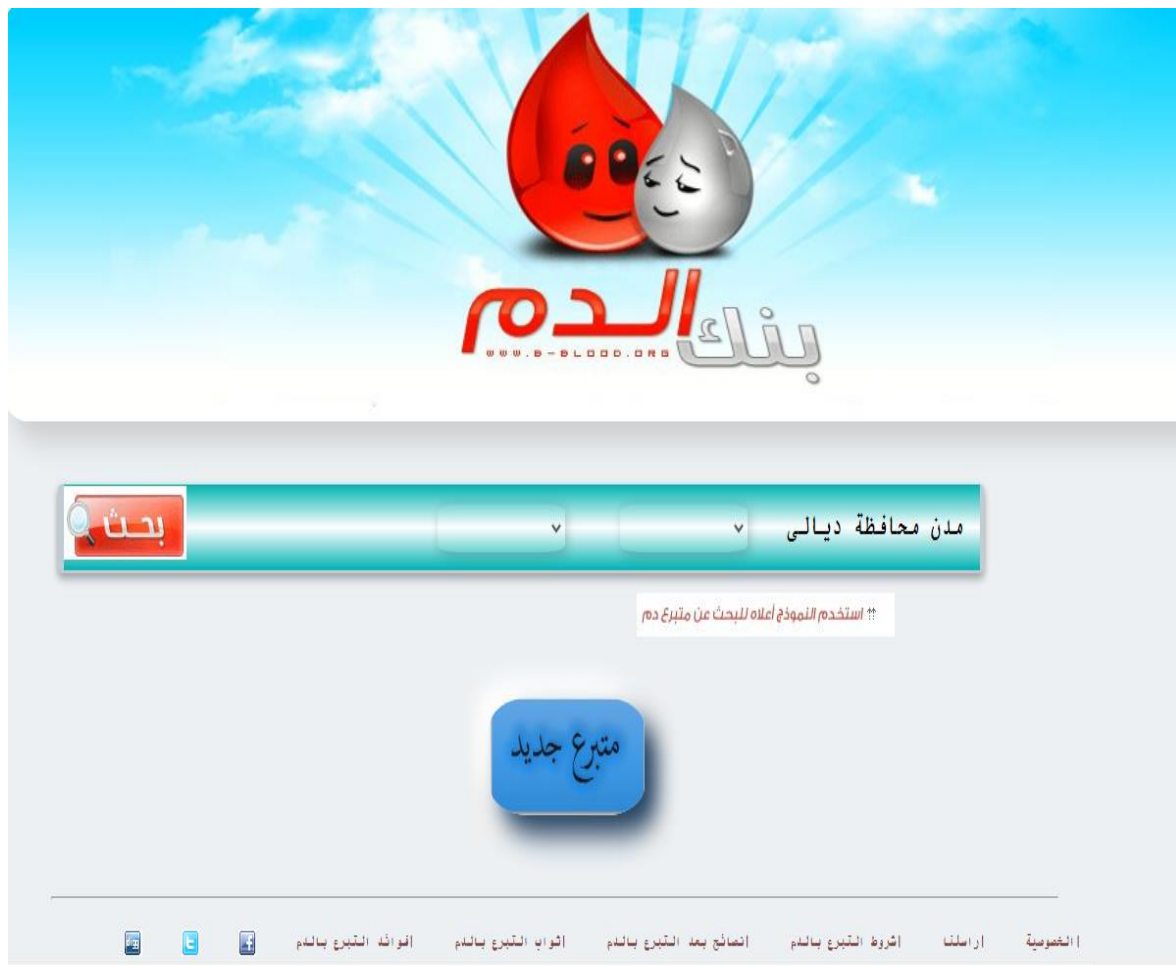 بنك الدم
WWW.B-BLOOD.ORG
مدن محافظة ديالى
بحث
⇈ استخدم النموذج أعلاه للبحث عن متبرع دم
متبرع جديد
|الخصوصية |راسلنا |شروط التبرع بالدم |نصائح بعد التبرع بالدم |ثواب التبرع بالدم |فوائد التبرع بالدم